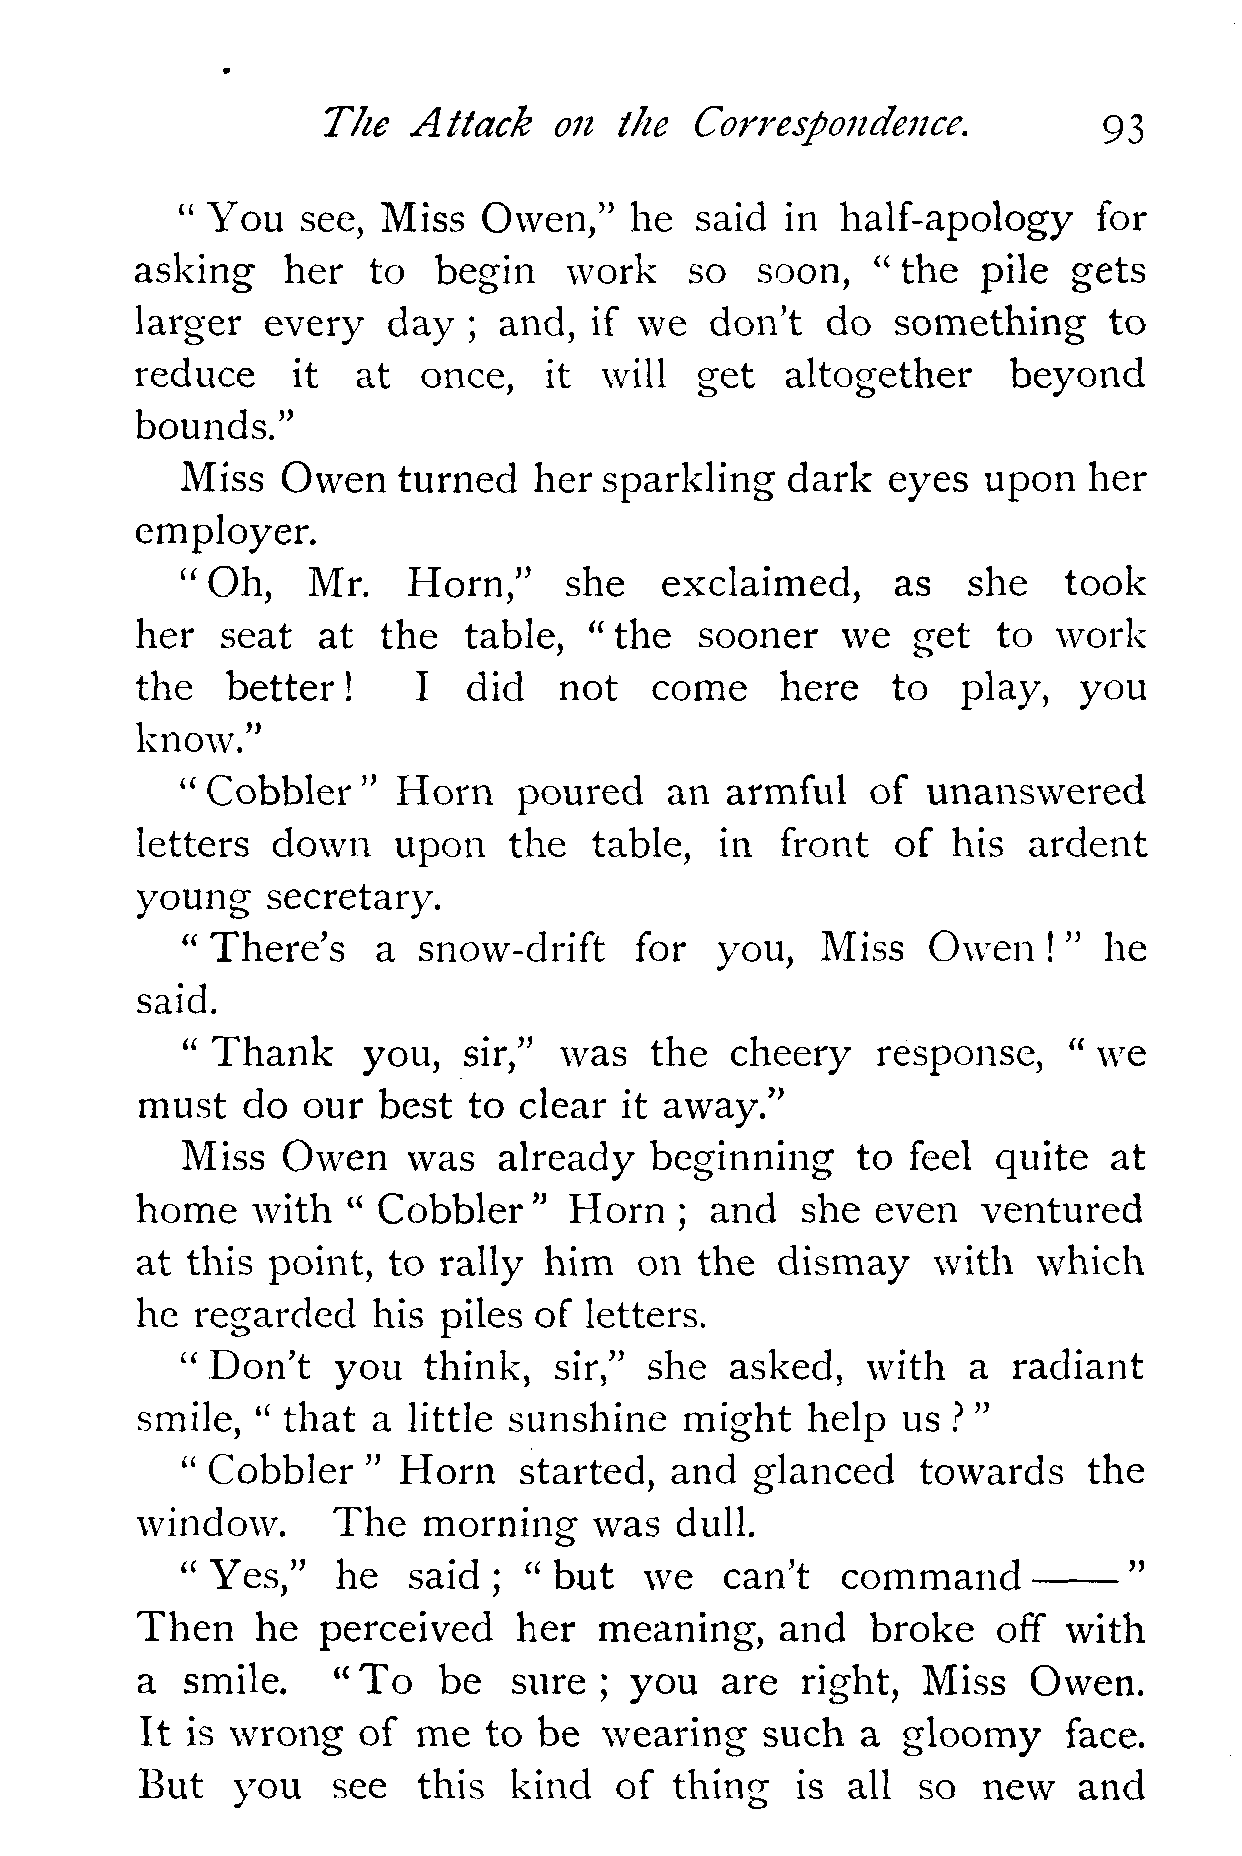 The Attack on the Correspondence. 93
" You see, Miss Owen," he said in half-apology for
asking her to begin work so soon, " the pile gets
larger every day ; and, if we don't do something to
reduce it at once, it will get altogether beyond
bounds."
Miss Owen turned her sparkling dark eyes upon her
employer.
" Oh, Mr. Horn," she exclaimed, as she took
her seat at the table, " the sooner we get to work
the better ! I did not come here to play, you
know."
" Cobbler " Horn poured an armful of unanswered
letters down upon the table, in front of his ardent
young secretary.
" There's a snow-drift for you, Miss Owen ! " he
said.
" Thank you, sir," was the cheery response, " we
must do our best to clear it away."
Miss Owen was already beginning to feel quite at
home with " Cobbler " Horn ; and she even ventured
at this point, to rally him on the dismay with which
he regarded his piles of letters.
" Don't you think, sir," she asked, with a radiant
smile, " that a little sunshine might help us ? "
" Cobbler " Horn started, and glanced towards the
window. The morning was dull.
" Yes," he said ; " but we can't command —— "
Then he perceived her meaning, and broke off with
a smile. " To be sure ; you are right, Miss Owen.
It is wrong of me to be wearing such a gloomy face.
But you see this kind of thing is all so new and